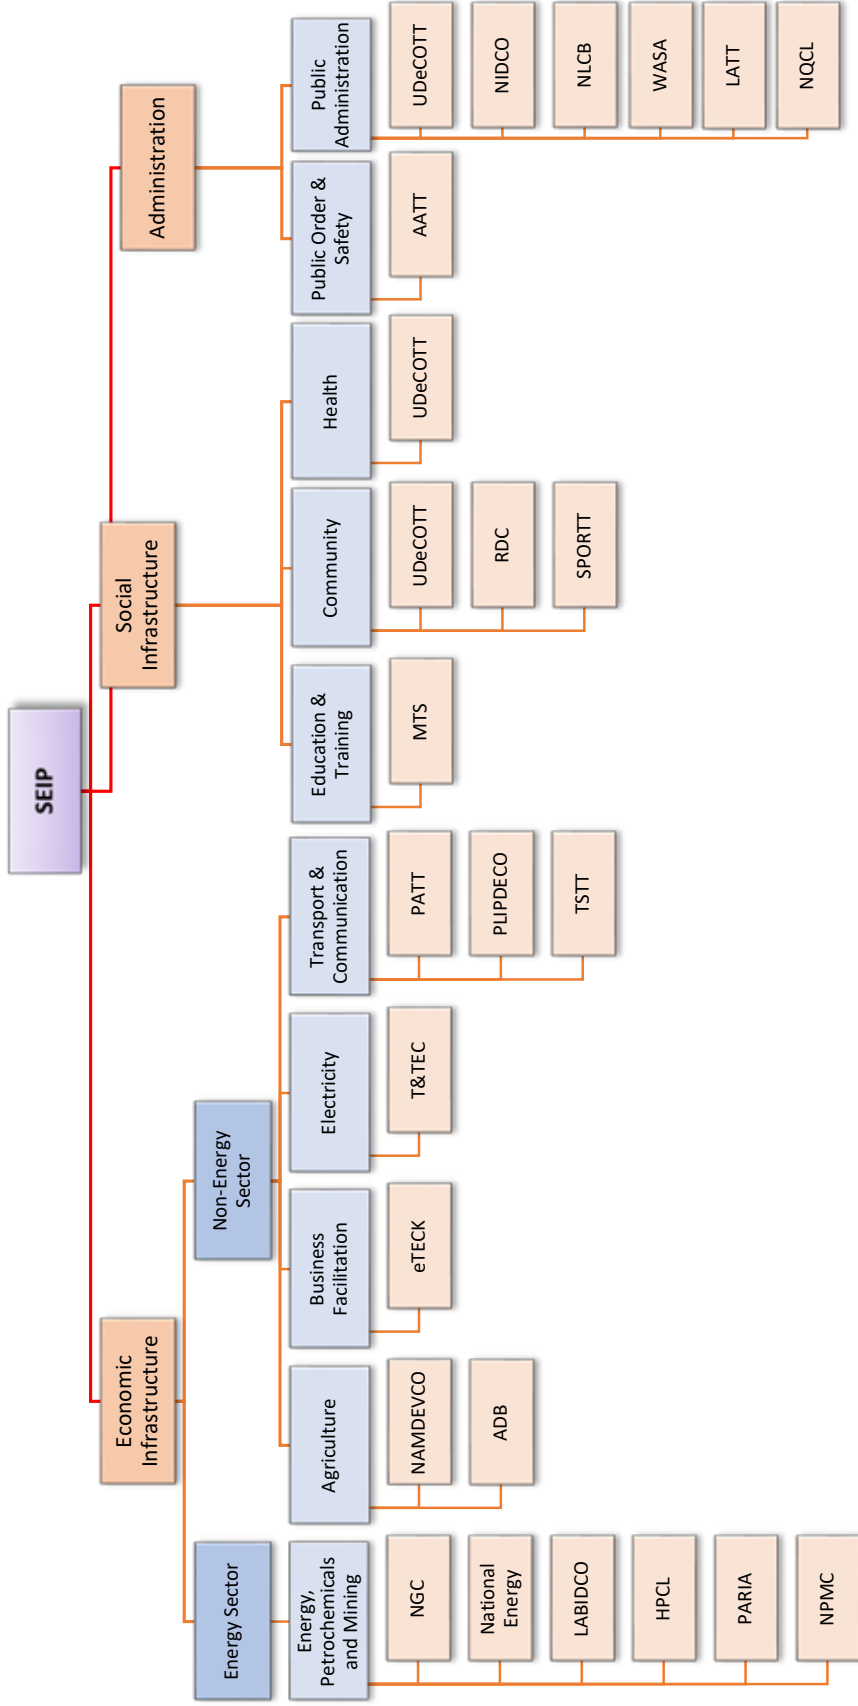 SEIP
Economic
Infrastructure
Energy Sector
Energy,
Petrochemicals
and Mining
NGC
National
Energy
LABIDCO
HPCL
PARIA
NPMC
Non-Energy
Sector
Agriculture
NAMDEVCO
ADB
Business
Facilitation
eTECK
Electricity
T&TEC
Transport &
Communication
PATT
PLIPDECO
TSTT
Social
Infrastructure
Education &
Training
MTS
Community
UDeCOTT
RDC
SPORTT
Health
UDeCOTT
Administration
Public Order &
Safety
AATT
Public
Administration
UDeCOTT
NIDCO
NLCB
WASA
LATT
NQCL